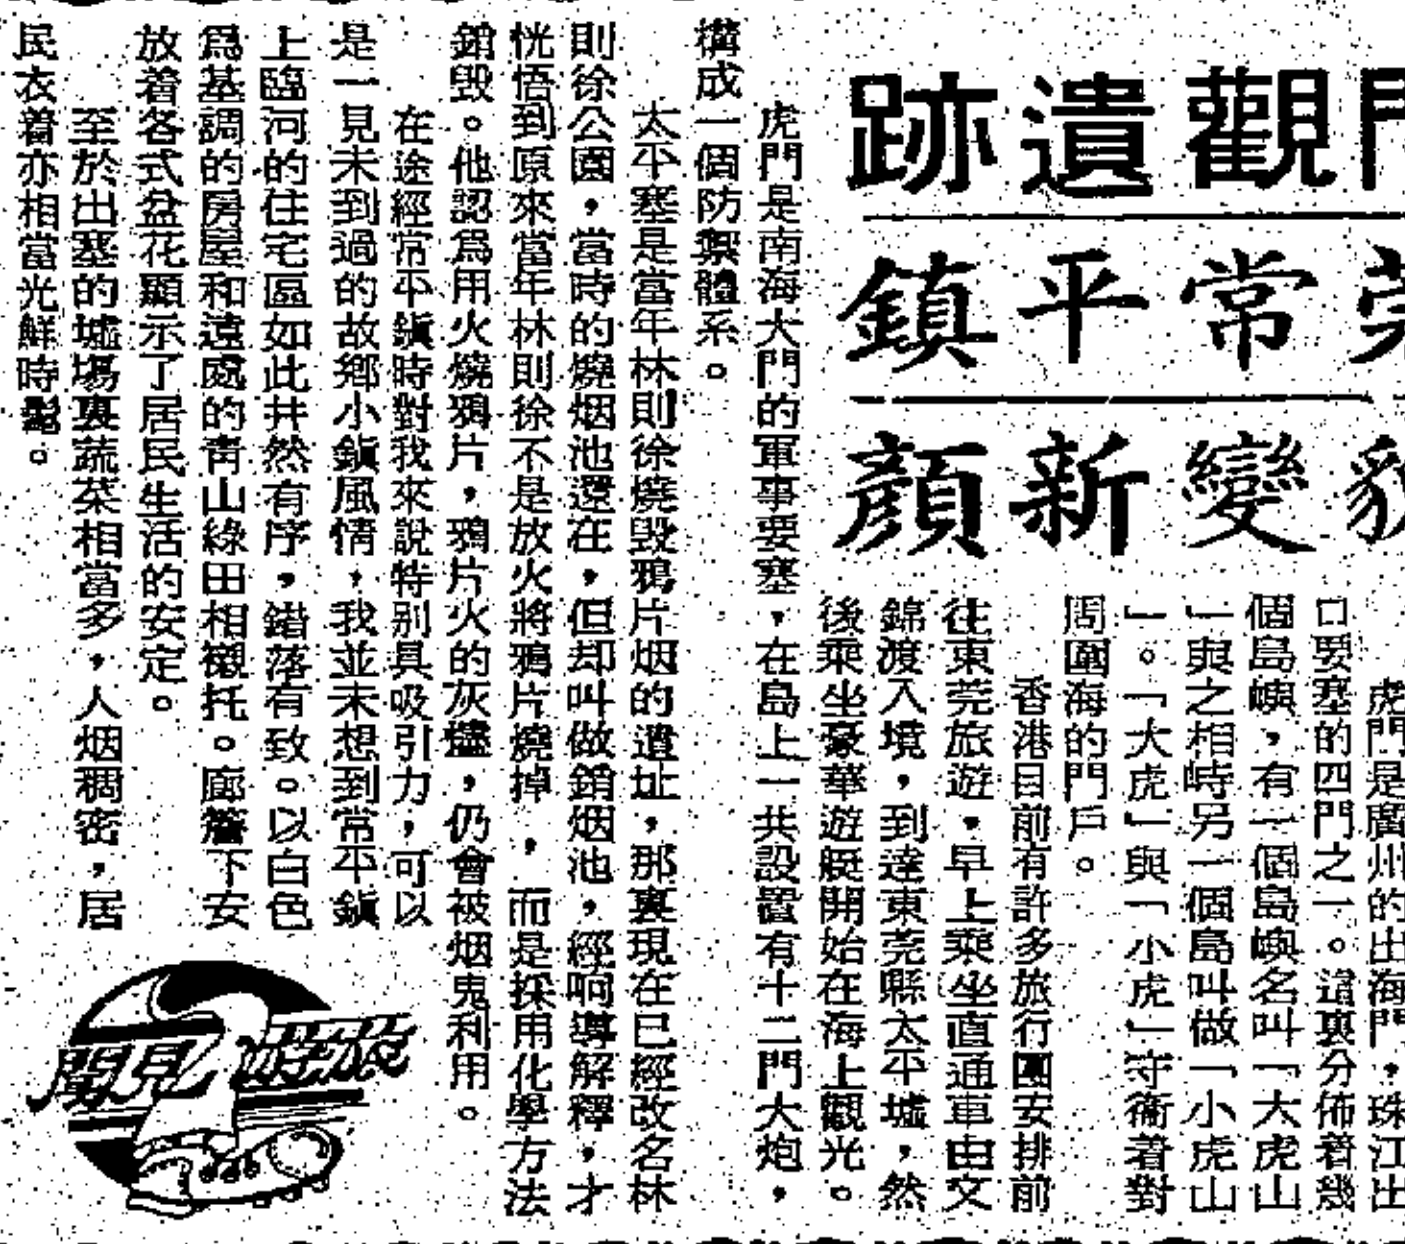 門觀遺跡
莞常平鎮
貌變新顏
虎門是廣州的出海門,珠江出
口要塞的四門之一。這裏分佈着幾
個島嶼,有一個島嶼名叫「大虎山
」與之相峙另一個島叫做「小虎山
」。「大虎」與「小虎」守衞着對
周圍海的門戶。
香港目前有許多旅行團安排前
往東莞旅遊,早上乘坐直通車由文
錦渡入境,到達東莞縣太平墟,然
後乘坐豪華遊艇開始在海上觀光。
虎門是南海大門的軍事要塞,在島上一共設置有十二門大炮,
構成一個防禦體系。
太平塞是當年林則徐燒毀鴉片烟的遺址,那裏現在已經改名林
則徐公園,當時的燒烟池還在,但却叫做銷烟池,經响導解釋,才
恍悟到原來當年林則徐不是放火將鴉片燒掉,而是採用化學方法
銷毀。他認爲用火燒鴉片,鴉片火的灰燼,仍會被烟鬼利用。
在途經常平鎮時對我來說特别具吸引力,可以
是一見未到過的故鄉小鎮風情,我並未想到常平鎮
上臨河的住宅區如此井然有序,錯落有致。以白色
爲基調的房屋和遠處的青山綠田相襯托。廊簷下安
放着各式盆花顯示了居民生活的安定。
至於出塞的墟場裏蔬菜相當多,人烟稠密,居
民衣着亦相當光鮮時髦。
旅遊見聞